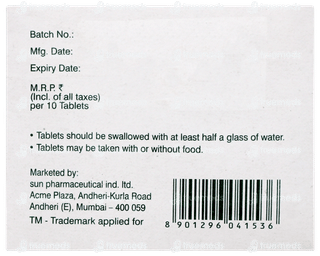 Batch No.:
Mfg. Date:
Expiry Date:
M.R.P. ₹
(Incl. of all taxes)
per 10 Tablets
• Tablets should be swallowed with at least half a glass of water.
• Tablets may be taken with or without food.
Marketed by:
sun pharmaceutical ind. ltd.
Acme Plaza, Andheri-Kurla Road
Andheri (E), Mumbai – 400 059
TM - Trademark applied for
8 901296 041536